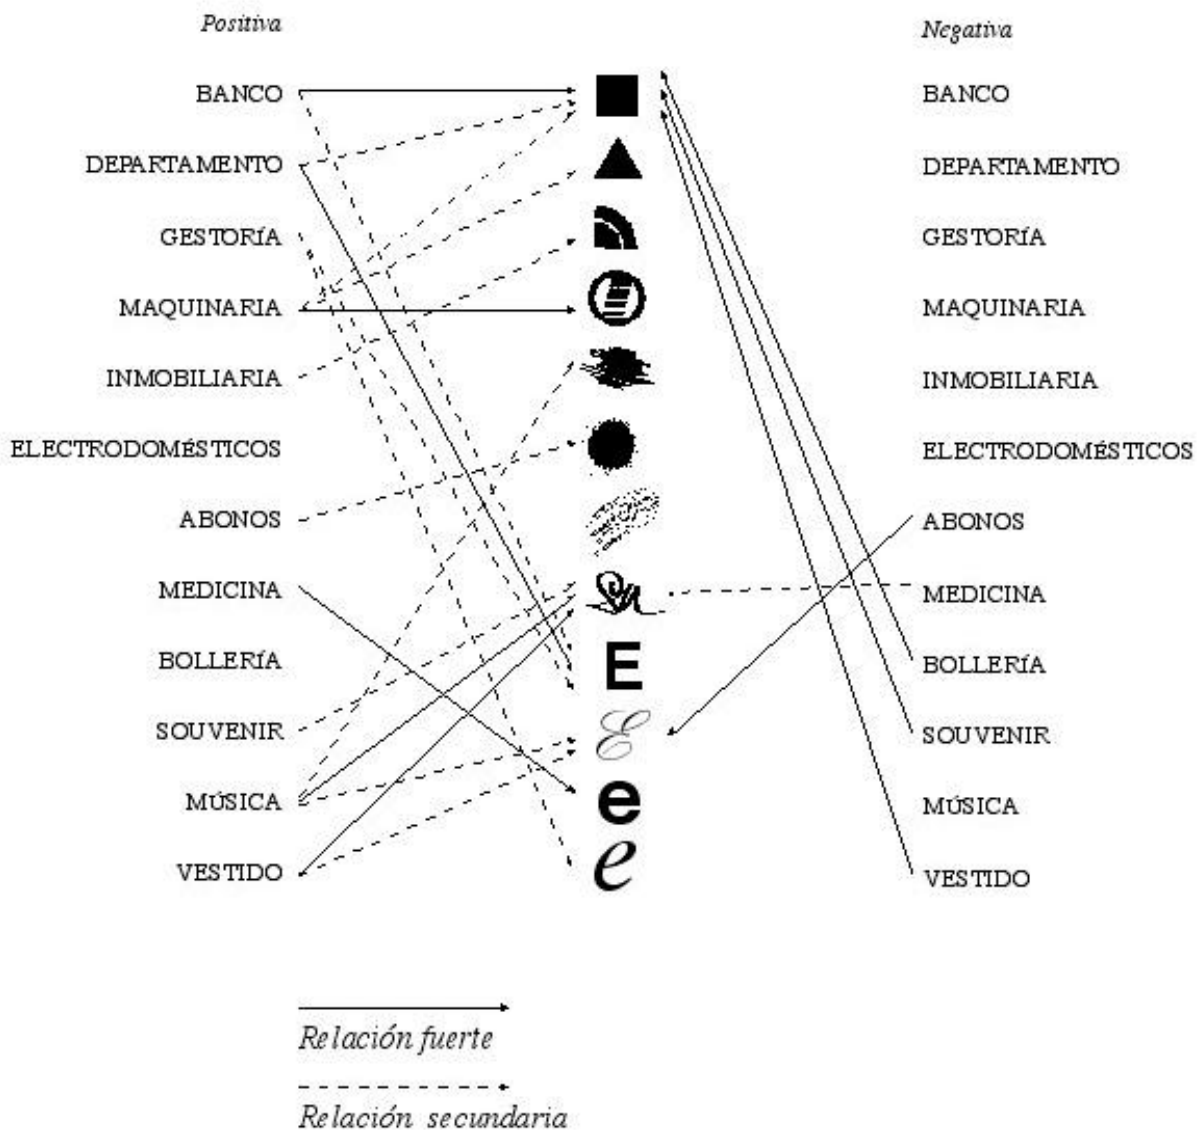 Positiva
Negativa
BANCO
BANCO
DEPARTAMENTO
DEPARTAMENTO
GESTORÍA
GESTORÍA
MAQUINARIA
MAQUINARIA
INMOBILIARIA
INMOBILIARIA
ELECTRODOMÉSTICOS
ELECTRODOMÉSTICOS
ABONOS
ABONOS
MEDICINA
MEDICINA
BOLLERÍA
E
BOLLERÍA
SOUVENIR
E
SOUVENIR
MÚSICA
e
MÚSICA
VESTIDO
e
VESTIDO
Relación fuerte
Relación secundaria